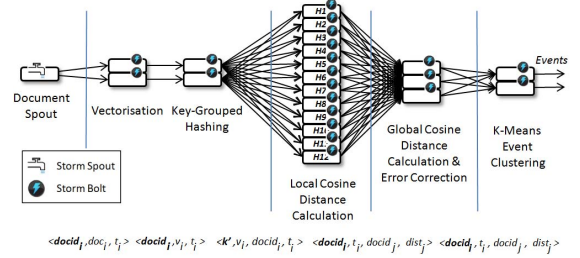 H1
H2
H3
H4
H5
H6
H7
H8
H9
H10
H11
H12
Events
Document
Spout
Vectorisation
Key-Grouped
Hashing
Local Cosine
Distance
Calculation
Global Cosine
Distance
Calculation &
Error Correction
K-Means
Event
Clustering
Storm Spout
Storm Bolt
<docid_i, doc_i, t_i> <docid_i, v_i, t_i> <k', v_i, docid_i, t_i> <docid_i, t_i, docid_j, dist_j> <docid_i, t_i, docid_j, dist_j>